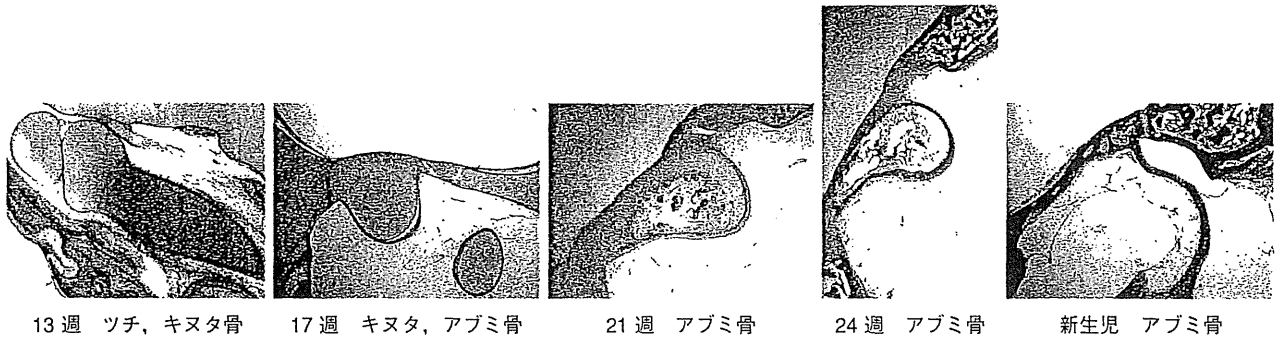 13 週 ツチ，キヌタ骨
17 週 キヌタ，アブミ骨
21 週 アブミ骨
24 週 アブミ骨
新生児 アブミ骨